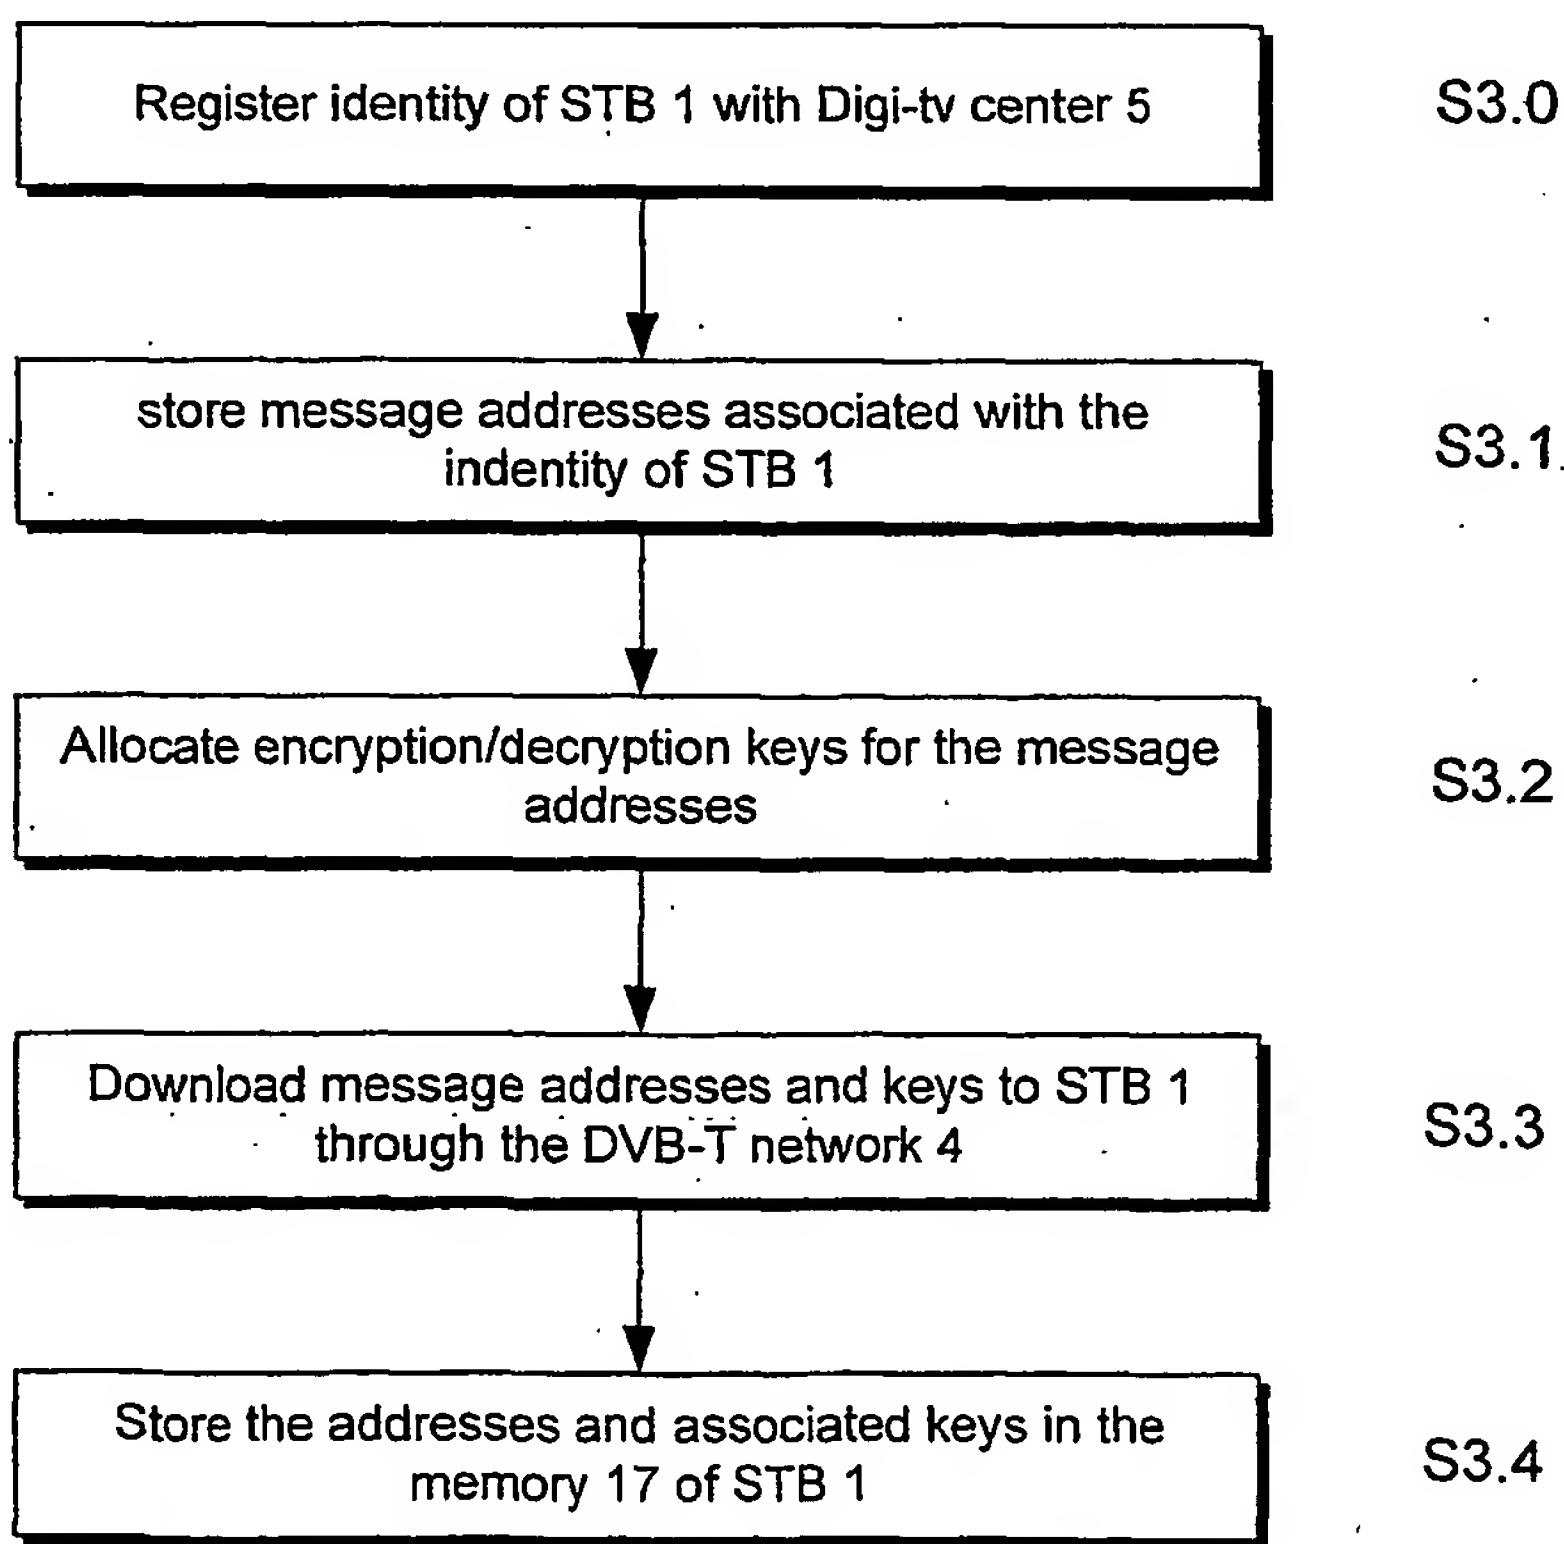 Register identity of STB 1 with Digi-tv center 5
S3.0
store message addresses associated with the
indentity of STB 1
S3.1
Allocate encryption/decryption keys for the message
addresses
S3.2
Download message addresses and keys to STB 1
through the DVB-T network 4
S3.3
Store the addresses and associated keys in the
memory 17 of STB 1
S3.4